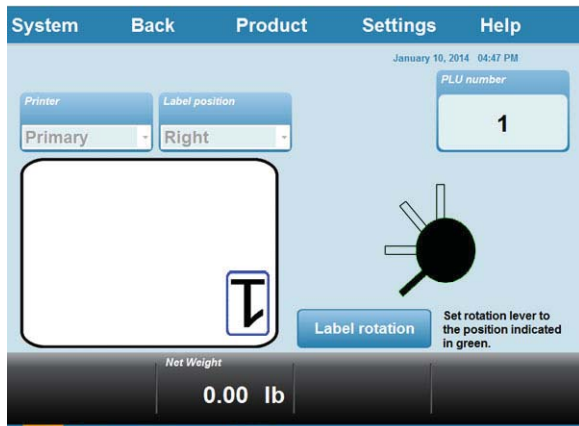 System Back Product Settings Help
January 10, 2014 04:47 PM
Printer Label position PLU number
Primary Right 1
1
Label rotation
Set rotation lever to
the position indicated
in green.
Net Weight
0.00 lb